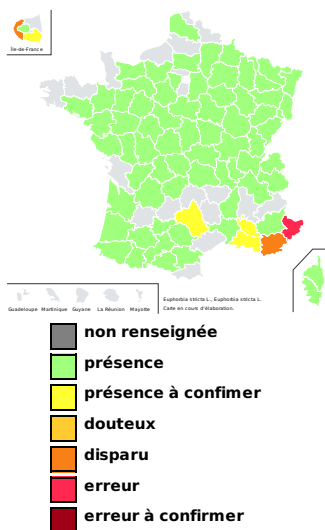 Île-de-France
Guadeloupe Martinique Guyane La Réunion Mayotte
Euphorbia stricta L., Euphorbia stricta L.
Carte en cours d'élaboration.
non renseignée
présence
présence à confimer
douteux
disparu
erreur
erreur à confirmer